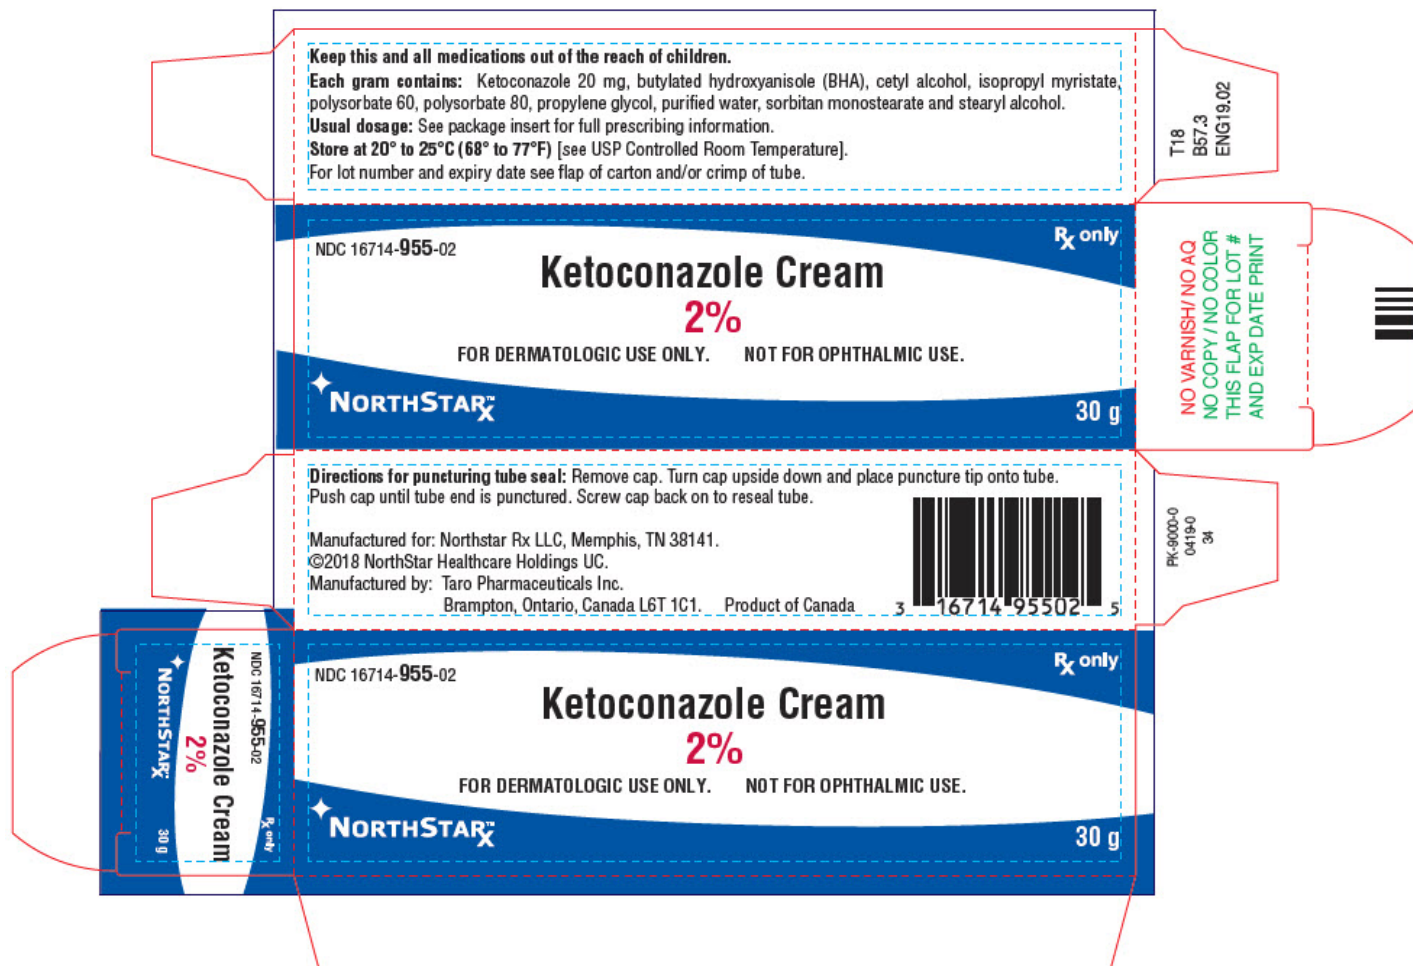 Keep this and all medications out of the reach of children.
Each gram contains: Ketoconazole 20 mg, butylated hydroxyanisole (BHA), cetyl alcohol, isopropyl myristate,
polysorbate 60, polysorbate 80, propylene glycol, purified water, sorbitan monostearate and stearyl alcohol.
Usual dosage: See package insert for full prescribing information.
Store at 20° to 25°C (68° to 77°F) [see USP Controlled Room Temperature].
For lot number and expiry date see flap of carton and/or crimp of tube.
T18
B57.3
ENG19.02
NDC 16714-955-02
Rx only
Ketoconazole Cream
2%
FOR DERMATOLOGIC USE ONLY. NOT FOR OPHTHALMIC USE.
NORTHSTARx™
30 g
NO VARNISH/ NO AQ
NO COPY / NO COLOR
THIS FLAP FOR LOT #
AND EXP DATE PRINT
Directions for puncturing tube seal: Remove cap. Turn cap upside down and place puncture tip onto tube.
Push cap until tube end is punctured. Screw cap back on to reseal tube.
Manufactured for: Northstar Rx LLC, Memphis, TN 38141.
©2018 NorthStar Healthcare Holdings UC.
Manufactured by: Taro Pharmaceuticals Inc.
Brampton, Ontario, Canada L6T 1C1. Product of Canada
3 16714 95502 5
PK-9000-0
0419-0
34
NDC 16714-955-02
Rx only
Ketoconazole Cream
2%
NORTHSTARx™
30 g
NDC 16714-955-02
Rx only
Ketoconazole Cream
2%
FOR DERMATOLOGIC USE ONLY. NOT FOR OPHTHALMIC USE.
NORTHSTARx™
30 g